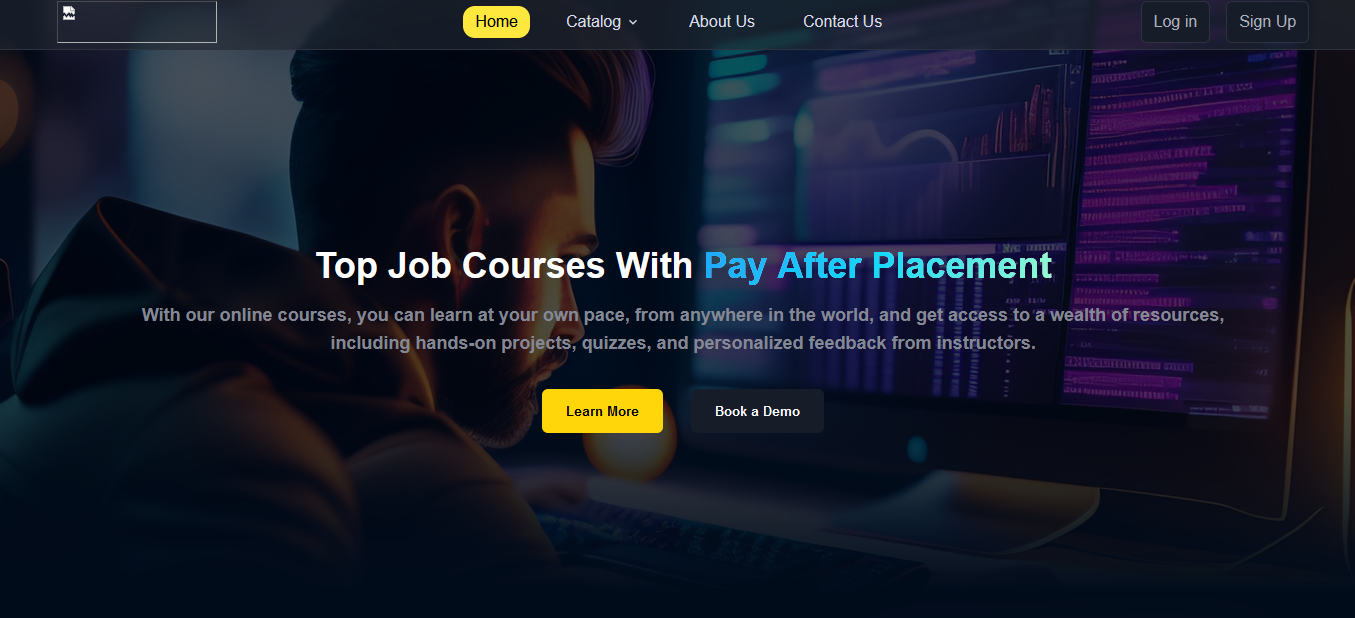 Home
Catalog
About Us
Contact Us
Log in
Sign Up
Top Job Courses With Pay After Placement
With our online courses, you can learn at your own pace, from anywhere in the world, and get access to a wealth of resources,
including hands-on projects, quizzes, and personalized feedback from instructors.
Learn More
Book a Demo